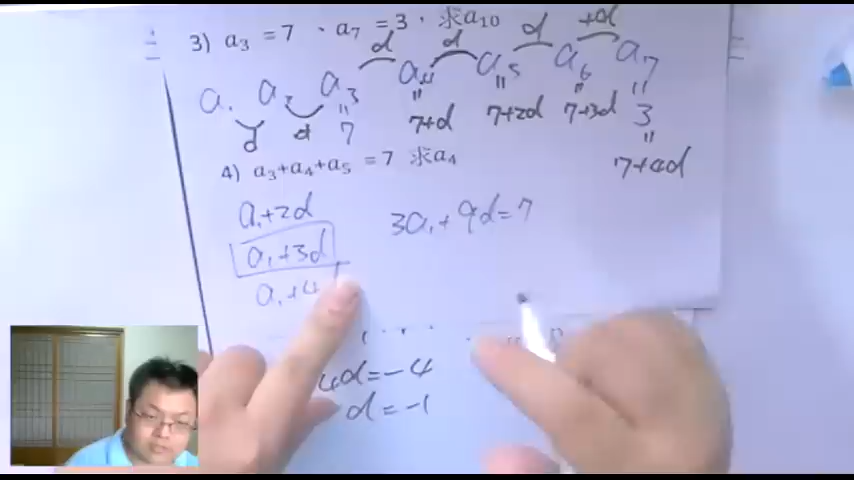 3) a₃ = 7 , a₇ = 3 , 求a₁₀
d d d +d
a₁ a₂ a₃ a₄ a₅ a₆ a₇
d d
= 7 = 7+d = 7+2d = 7+3d = 3
= 7+4d
4) a₃+a₄+a₅ = 7 求a₄
a₁+2d
3a₁+9d=7
a₁+3d
a₁+4
4d=-4
d=-1